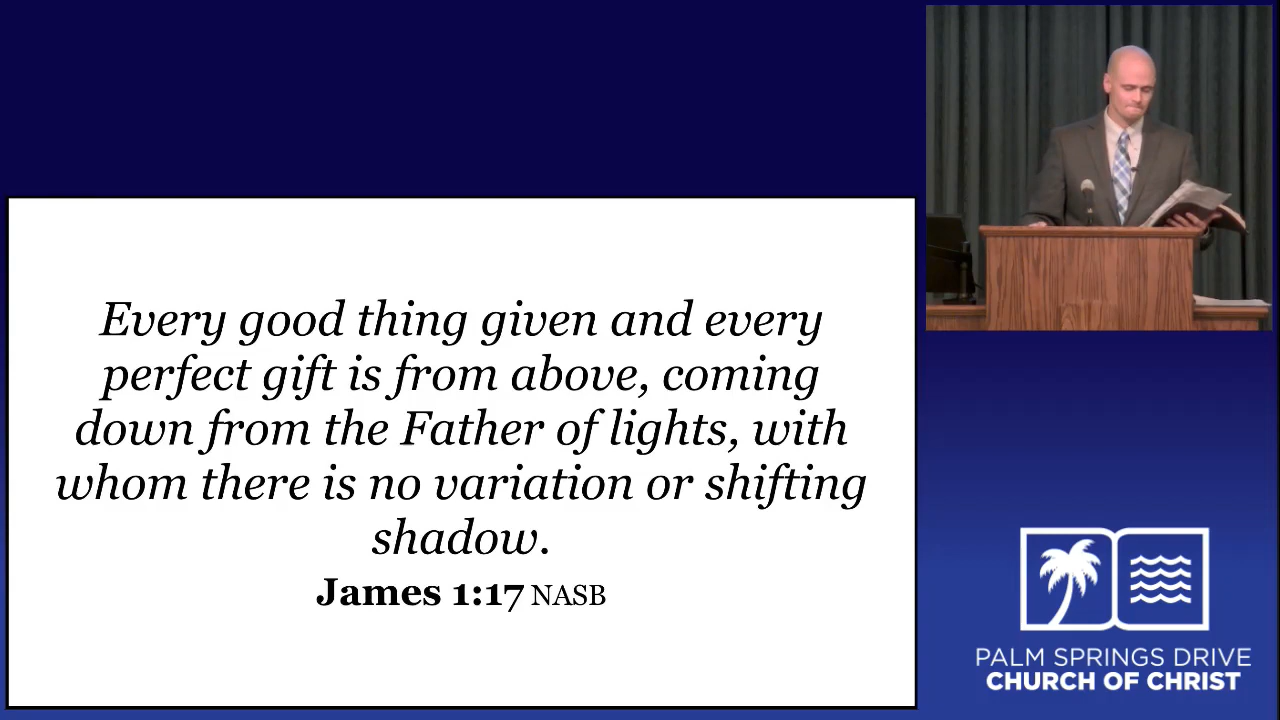 Every good thing given and every
perfect gift is from above, coming
down from the Father of lights, with
whom there is no variation or shifting
shadow.
James 1:17 NASB
PALM SPRINGS DRIVE
CHURCH OF CHRIST